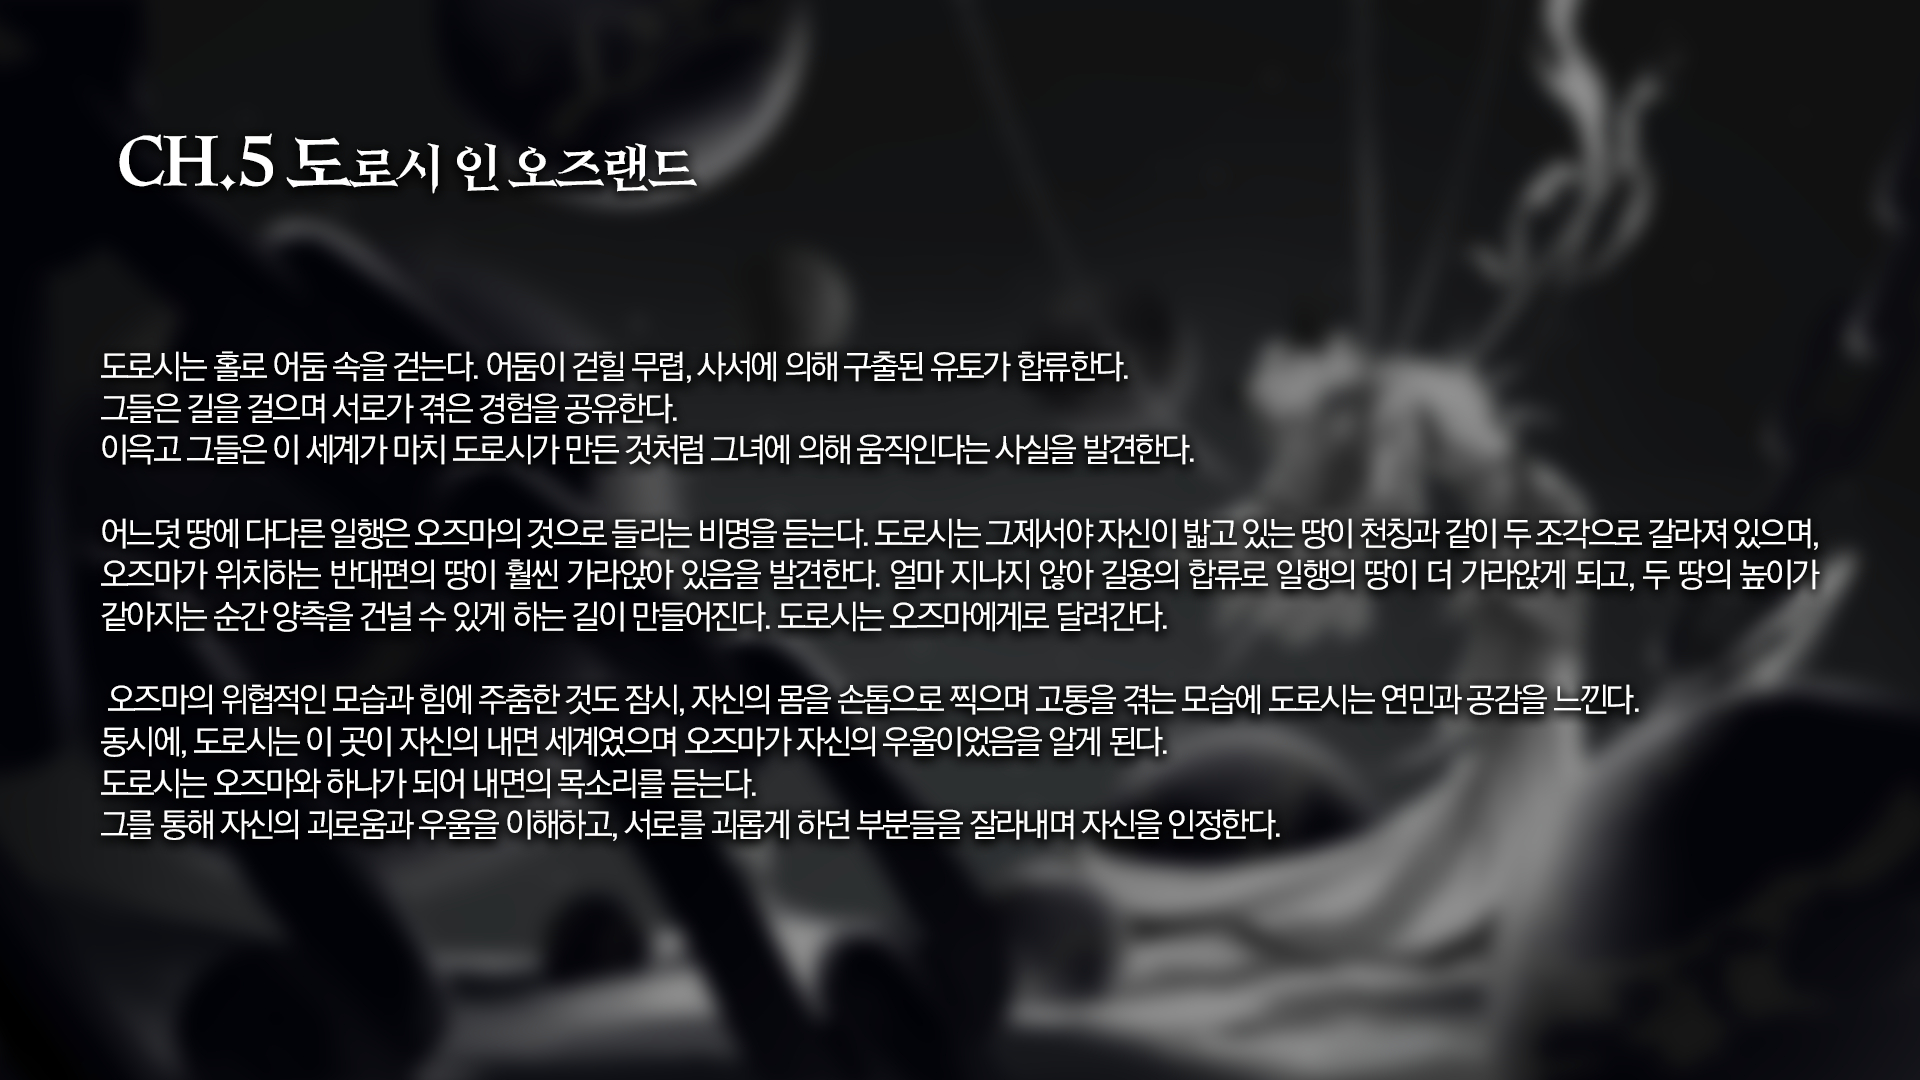 CH.5 도로시 인 오즈랜드
도로시는 홀로 어둠 속을 걷는다. 어둠이 걷힐 무렵, 사서에 의해 구출된 유토가 합류한다.
그들은 길을 걸으며 서로가 겪은 경험을 공유한다.
이윽고 그들은 이 세계가 마치 도로시가 만든 것처럼 그녀에 의해 움직인다는 사실을 발견한다.
어느덧 땅에 다다른 일행은 오즈마의 것으로 들리는 비명을 듣는다. 도로시는 그제서야 자신이 밟고 있는 땅이 천칭과 같이 두 조각으로 갈라져 있으며,
오즈마가 위치하는 반대편의 땅이 훨씬 가라앉아 있음을 발견한다. 얼마 지나지 않아 길용의 합류로 일행의 땅이 더 가라앉게 되고, 두 땅의 높이가
같아지는 순간 양측을 건널 수 있게 하는 길이 만들어진다. 도로시는 오즈마에게로 달려간다.
오즈마의 위협적인 모습과 힘에 주춤한 것도 잠시, 자신의 몸을 손톱으로 찍으며 고통을 겪는 모습에 도로시는 연민과 공감을 느낀다.
동시에, 도로시는 이 곳이 자신의 내면 세계였으며 오즈마가 자신의 우울이었음을 알게 된다.
도로시는 오즈마와 하나가 되어 내면의 목소리를 듣는다.
그를 통해 자신의 괴로움과 우울을 이해하고, 서로를 괴롭게 하던 부분들을 잘라내며 자신을 인정한다.